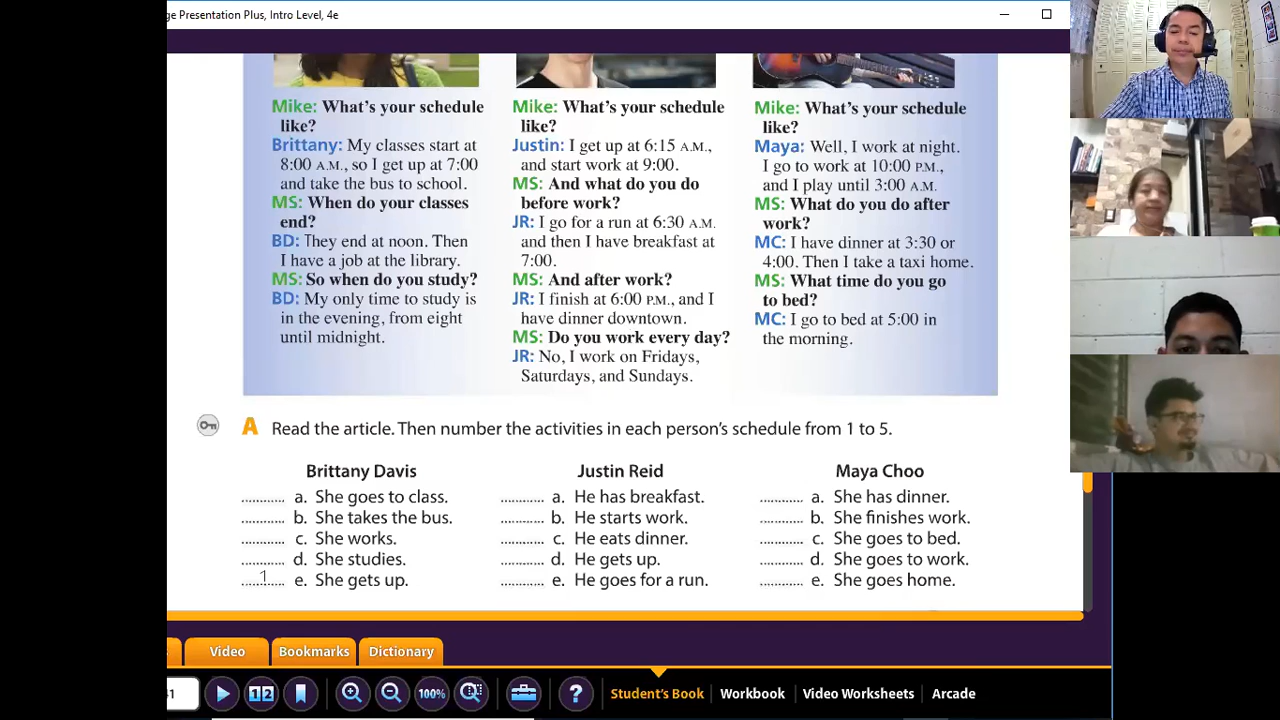 ge Presentation Plus, Intro Level, 4e
Mike: What's your schedule
like?
Brittany: My classes start at
8:00 A.M., so I get up at 7:00
and take the bus to school.
MS: When do your classes
end?
BD: They end at noon. Then
I have a job at the library.
MS: So when do you study?
BD: My only time to study is
in the evening, from eight
until midnight.
Mike: What's your schedule
like?
Justin: I get up at 6:15 A.M.,
and start work at 9:00.
MS: And what do you do
before work?
JR: I go for a run at 6:30 A.M.
and then I have breakfast at
7:00.
MS: And after work?
JR: I finish at 6:00 P.M., and I
have dinner downtown.
MS: Do you work every day?
JR: No, I work on Fridays,
Saturdays, and Sundays.
Mike: What's your schedule
like?
Maya: Well, I work at night.
I go to work at 10:00 P.M.,
and I play until 3:00 A.M.
MS: What do you do after
work?
MC: I have dinner at 3:30 or
4:00. Then I take a taxi home.
MS: What time do you go
to bed?
MC: I go to bed at 5:00 in
the morning.
A Read the article. Then number the activities in each person's schedule from 1 to 5.
Brittany Davis
........... a. She goes to class.
........... b. She takes the bus.
........... c. She works.
........... d. She studies.
.....1..... e. She gets up.
Justin Reid
........... a. He has breakfast.
........... b. He starts work.
........... c. He eats dinner.
........... d. He gets up.
........... e. He goes for a run.
Maya Choo
........... a. She has dinner.
........... b. She finishes work.
........... c. She goes to bed.
........... d. She goes to work.
........... e. She goes home.
Video Bookmarks Dictionary
41 12 100% ? Student's Book Workbook Video Worksheets Arcade